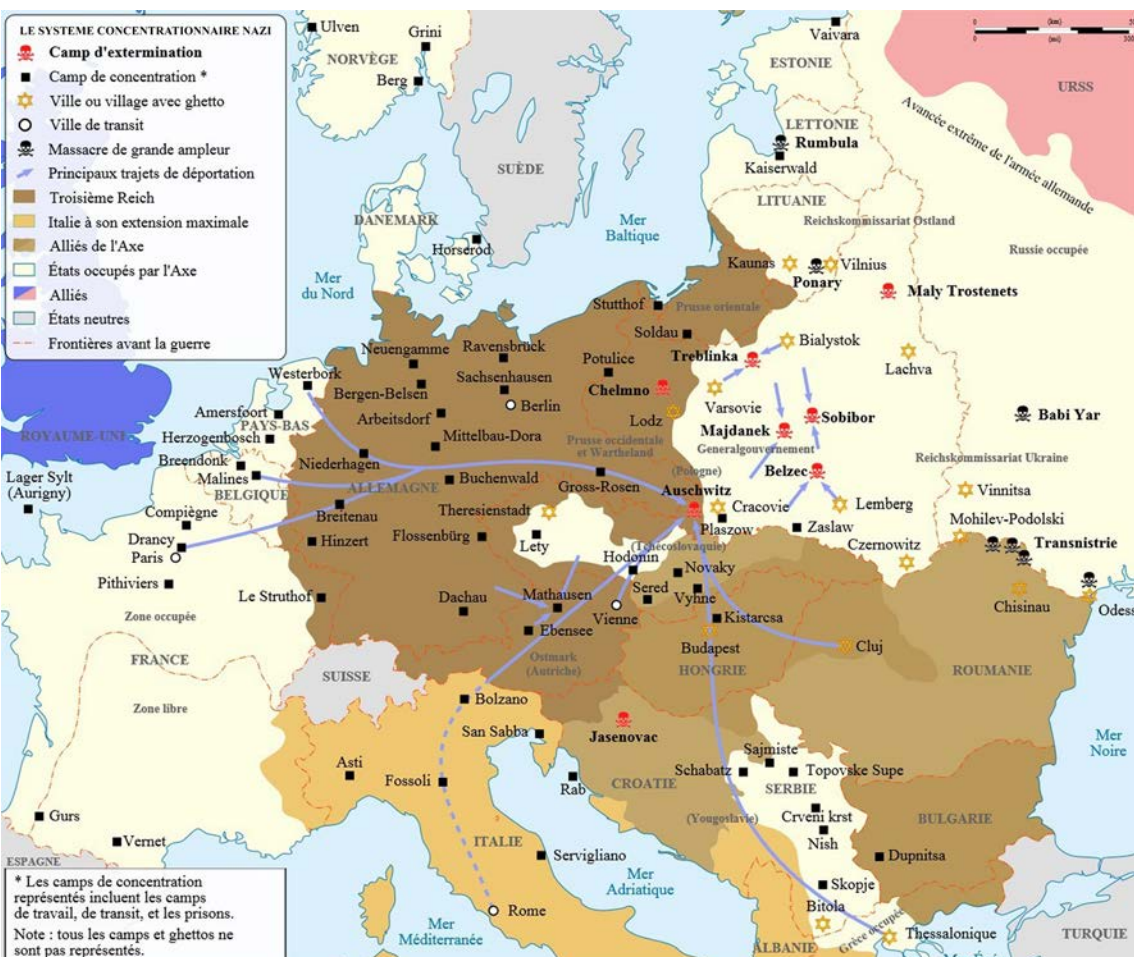 LE SYSTEME CONCENTRATIONNAIRE NAZI
Camp d'extermination
Camp de concentration *
Ville ou village avec ghetto
Ville de transit
Massacre de grande ampleur
Principaux trajets de déportation
Troisième Reich
Italie à son extension maximale
Alliés de l'Axe
États occupés par l'Axe
Alliés
États neutres
Frontières avant la guerre
(km)
(mi)
Ulven
Grini
NORVÈGE
Berg
Vaivara
ESTONIE
URSS
Avancée extrême de l'armée allemande
LETTONIE
Rumbula
Kaiserwald
SUÈDE
LITUANIE
Reichskommissariat Ostland
DANEMARK
Mer
Baltique
Horserod
Russie occupée
Mer
du Nord
Kaunas
Vilnius
Ponary
Maly Trostenets
Stutthof
Prusse orientale
Soldau
Neuengamme
Ravensbrück
Treblinka
Bialystok
Potulice
Lachva
Westerbork
Bergen-Belsen
Sachsenhausen
Chelmno
Varsovie
Berlin
Amersfoort
Arbeitsdorf
Lodz
Sobibor
Babi Yar
PAYS-BAS
ROYAUME-UNI
Herzogenbosch
Mittelbau-Dora
Prusse occidentale
et Wartheland
Majdanek
Generalgouvernement
Breendonk
Niederhagen
Reichskommissariat Ukraine
Malines
Lager Sylt
(Aurigny)
BELGIQUE
ALLEMAGNE
Buchenwald
Gross-Rosen
(Pologne)
Belzec
Auschwitz
Vinnitsa
Compiègne
Breitenau
Theresienstadt
Cracovie
Lemberg
Plaszow
Zaslaw
Mohilev-Podolski
Drancy
Paris
Hinzert
Flossenbürg
Lety
(Tchécoslovaquie)
Czernowitz
Transnistrie
Hodonin
Novaky
Pithiviers
Le Struthof
Dachau
Mathausen
Sered
Vyhne
Chisinau
Odess
Zone occupée
Vienne
Kistarcsa
Ebensee
Budapest
Cluj
FRANCE
SUISSE
Ostmark
(Autriche)
HONGRIE
ROUMANIE
Zone libre
Bolzano
San Sabba
Jasenovac
Mer
Noire
Asti
Fossoli
Rab
CROATIE
Schabatz
Sajmiste
Topovske Supe
SERBIE
Crveni krst
Nish
(Yougoslavie)
BULGARIE
Gurs
Vernet
ITALIE
Servigliano
Dupnitsa
ESPAGNE
Mer
Adriatique
Skopje
Bitola
Rome
Mer
Méditerranée
ALBANIE
Grèce occupée
Thessalonique
TURQUIE
* Les camps de concentration
représentés incluent les camps
de travail, de transit, et les prisons.
Note : tous les camps et ghettos ne
sont pas représentés.